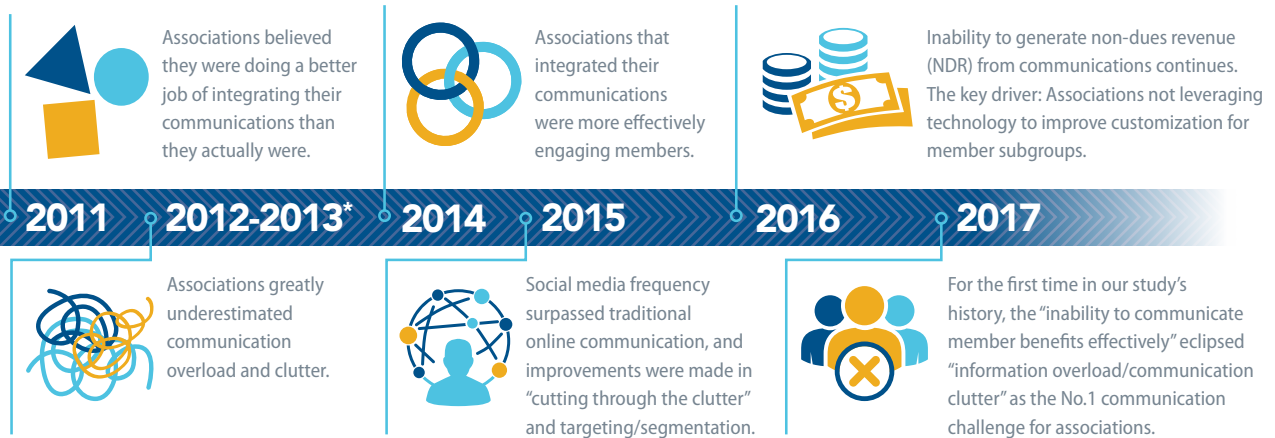 Associations believed
they were doing a better
job of integrating their
communications than
they actually were.
Associations that
integrated their
communications
were more effectively
engaging members.
Inability to generate non-dues revenue
(NDR) from communications continues.
The key driver: Associations not leveraging
technology to improve customization for
member subgroups.
$
2011
2012-2013*
2014
2015
2016
2017
Associations greatly
underestimated
communication
overload and clutter.
Social media frequency
surpassed traditional
online communication, and
improvements were made in
“cutting through the clutter”
and targeting/segmentation.
For the first time in our study’s
history, the “inability to communicate
member benefits effectively” eclipsed
“information overload/communication
clutter” as the No.1 communication
challenge for associations.